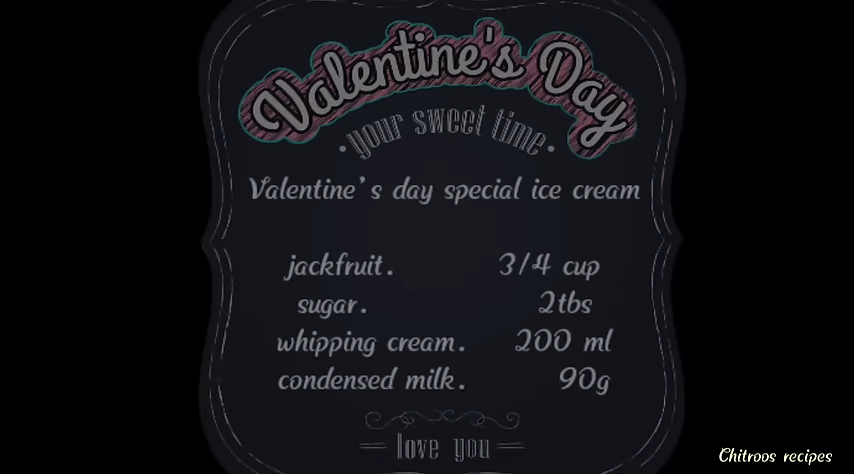 Valentine's Day
• your sweet time •
Valentine's day special ice cream
jackfruit. 3/4 cup
sugar. 2tbs
whipping cream. 200 ml
condensed milk. 90g
love you
Chitroos recipes